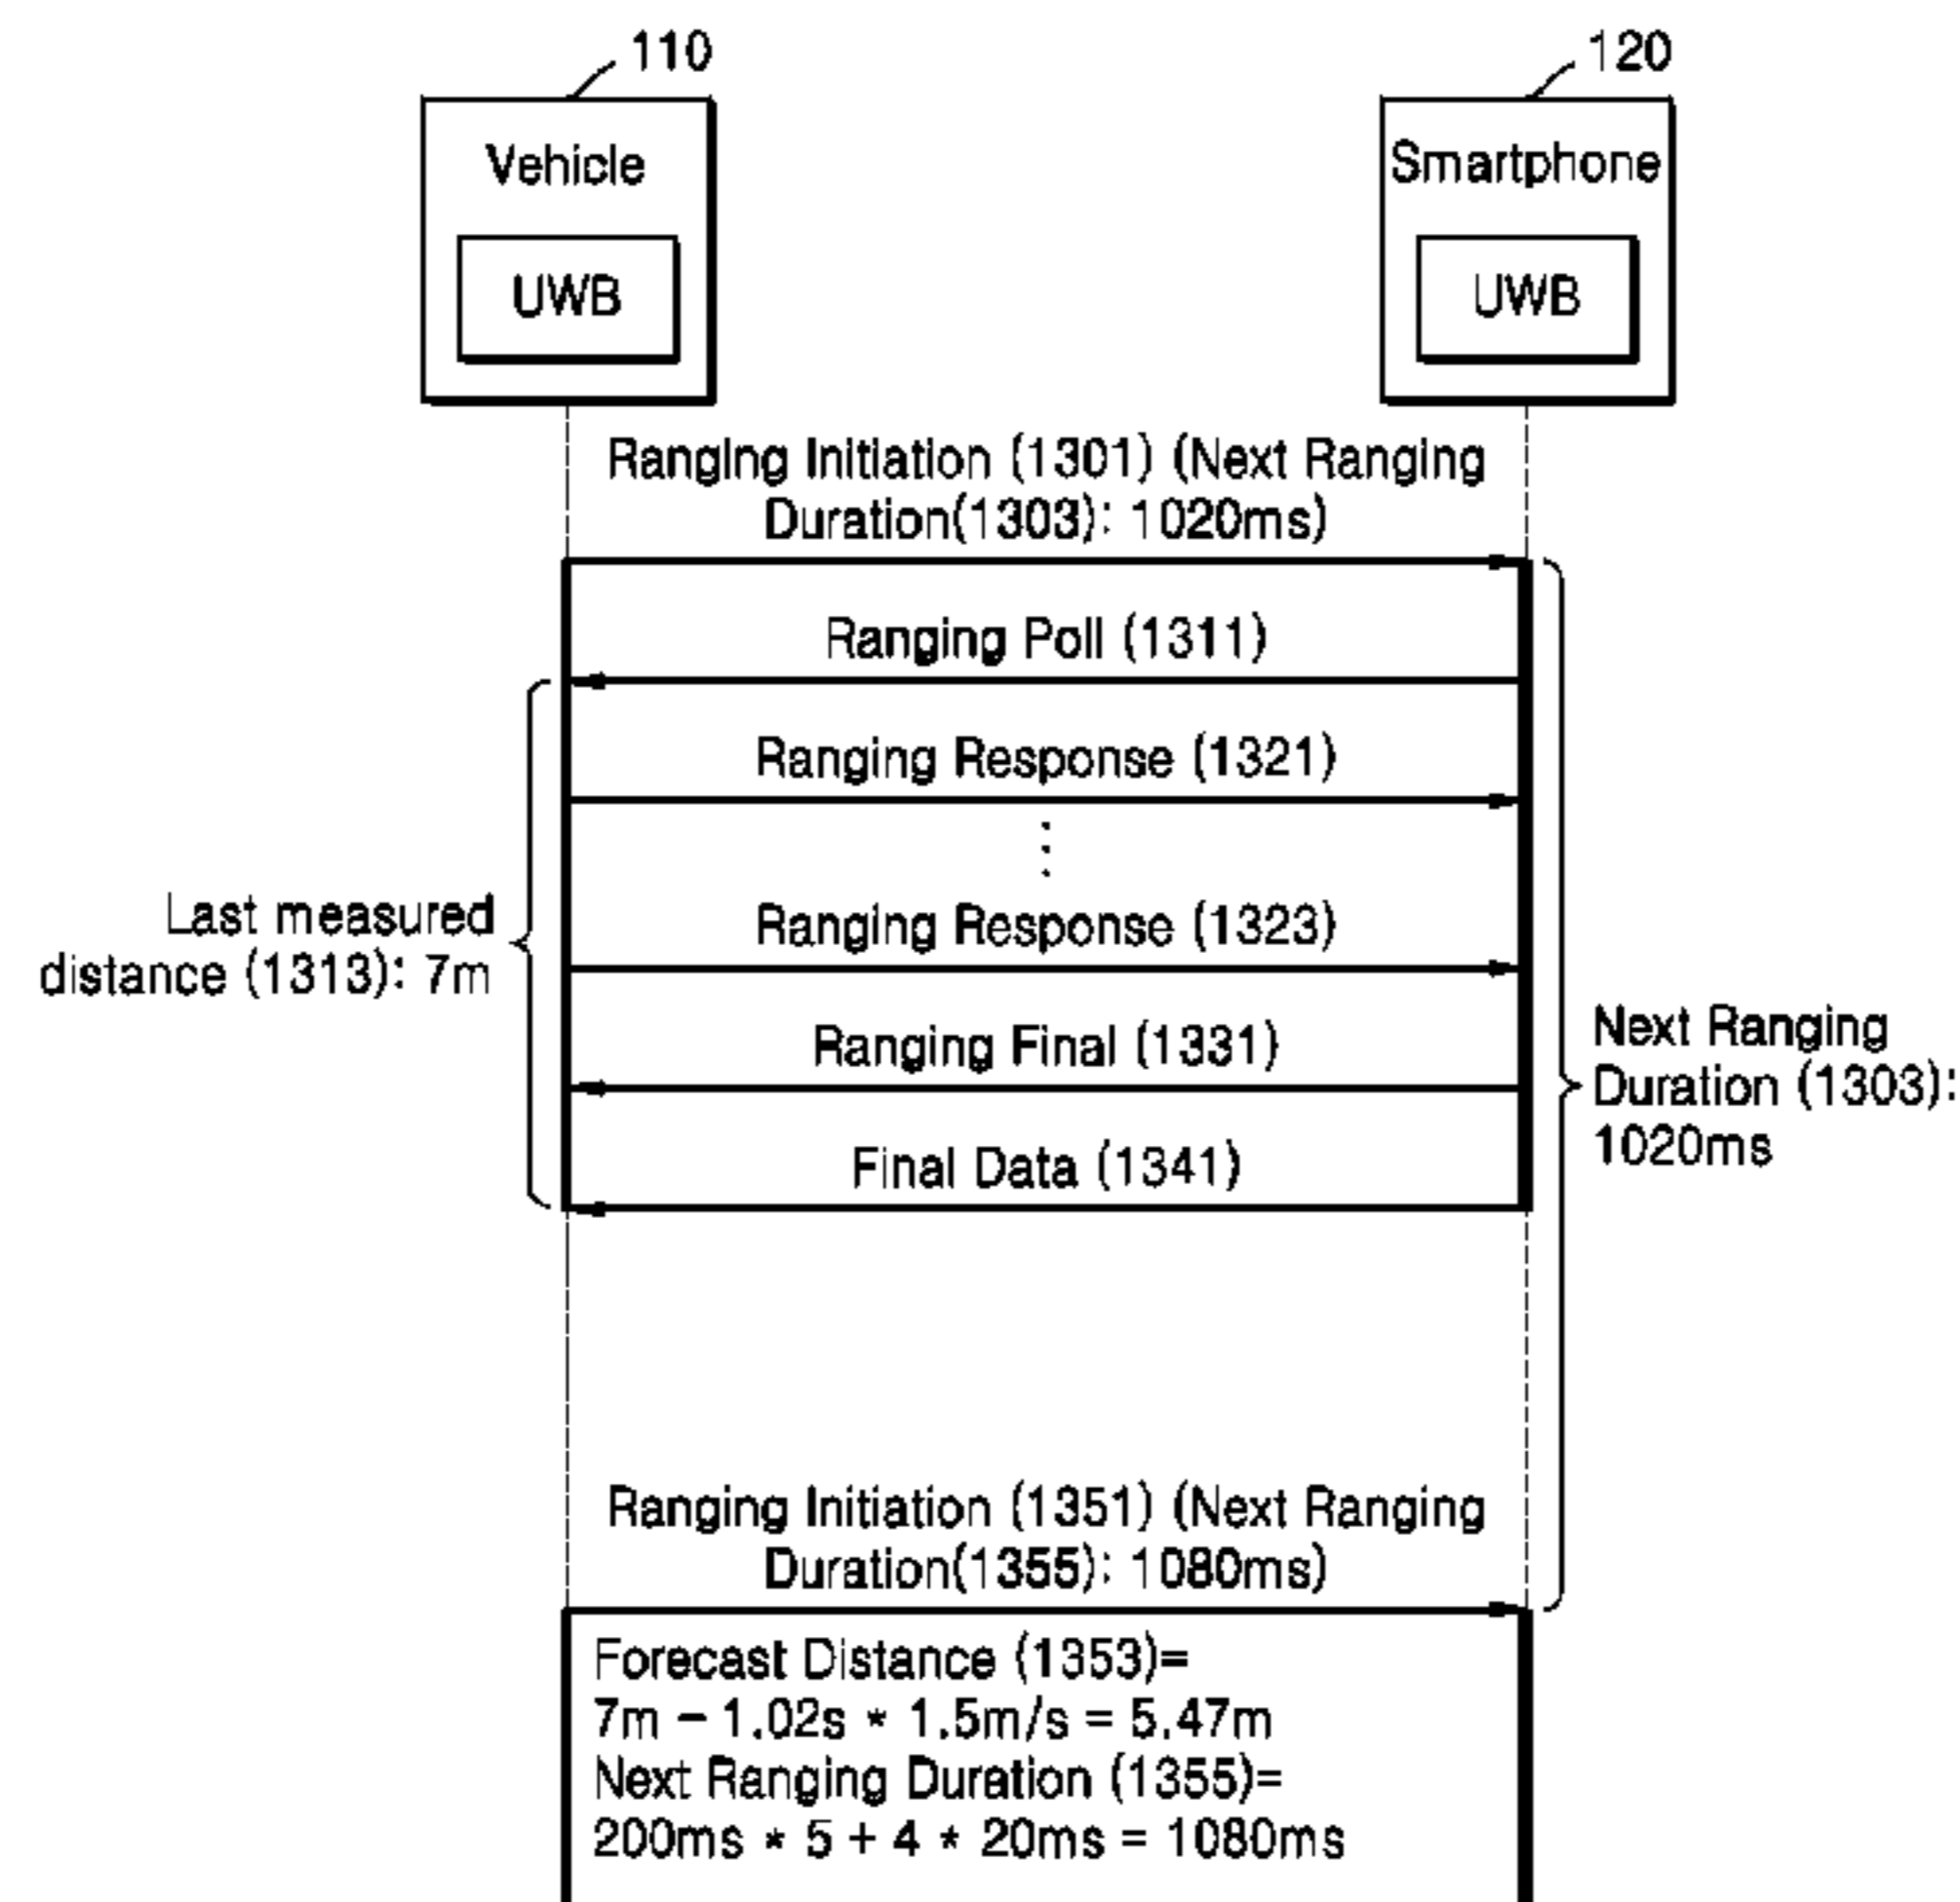 110
120
Vehicle
Smartphone
UWB
UWB
Ranging Initiation (1301) (Next Ranging
Duration(1303): 1020ms)
Ranging Poll (1311)
Ranging Response (1321)
Last measured
distance (1313): 7m
Ranging Response (1323)
Next Ranging
Duration (1303):
1020ms
Ranging Final (1331)
Final Data (1341)
Ranging Initiation (1351) (Next Ranging
Duration(1355): 1080ms)
Forecast Distance (1353)=
7m − 1.02s * 1.5m/s = 5.47m
Next Ranging Duration (1355)=
200ms * 5 + 4 * 20ms = 1080ms